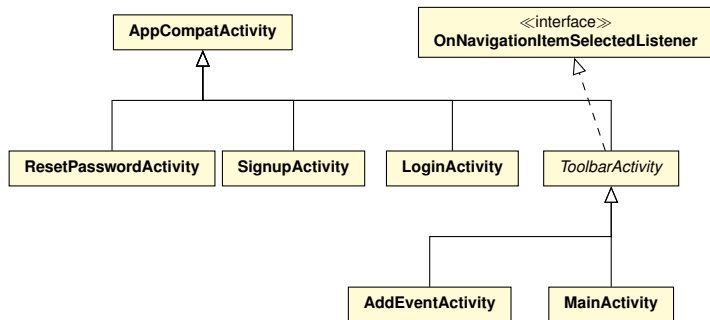 AppCompatActivity
≪interface≫
OnNavigationItemSelectedListener
ResetPasswordActivity
SignupActivity
LoginActivity
ToolbarActivity
AddEventActivity
MainActivity